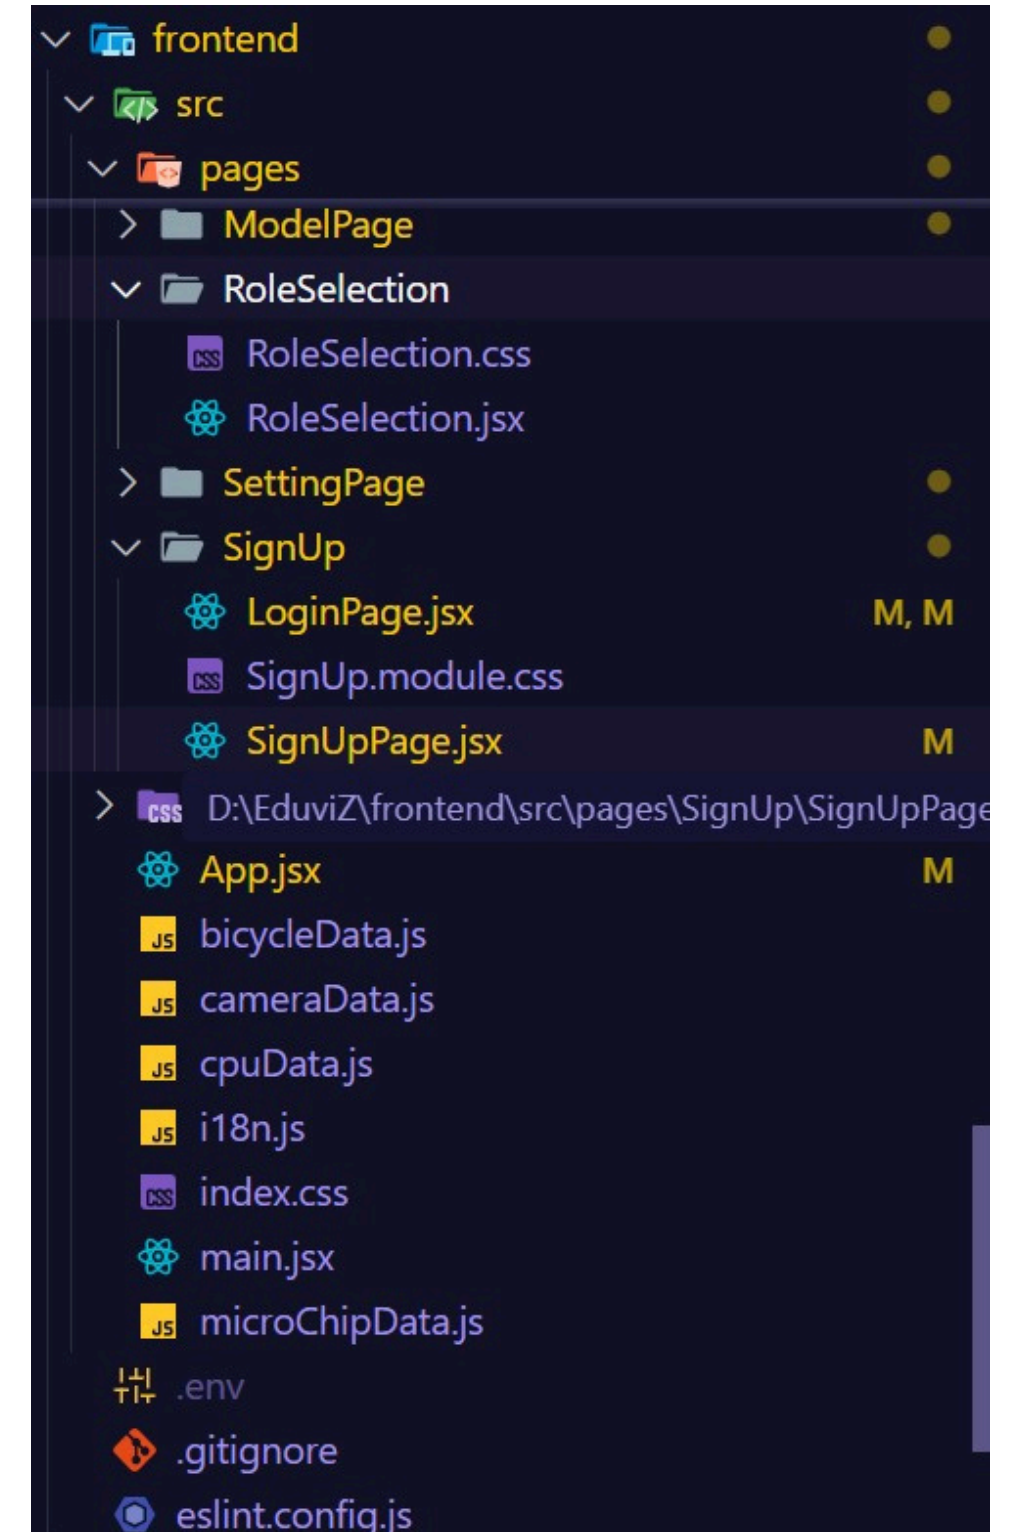 frontend
src
pages
ModelPage
RoleSelection
RoleSelection.css
RoleSelection.jsx
SettingPage
SignUp
LoginPage.jsx M, M
SignUp.module.css
SignUpPage.jsx M
D:\EduviZ\frontend\src\pages\SignUp\SignUpPage
App.jsx M
bicycleData.js
cameraData.js
cpuData.js
i18n.js
index.css
main.jsx
microChipData.js
.env
.gitignore
eslint.config.js